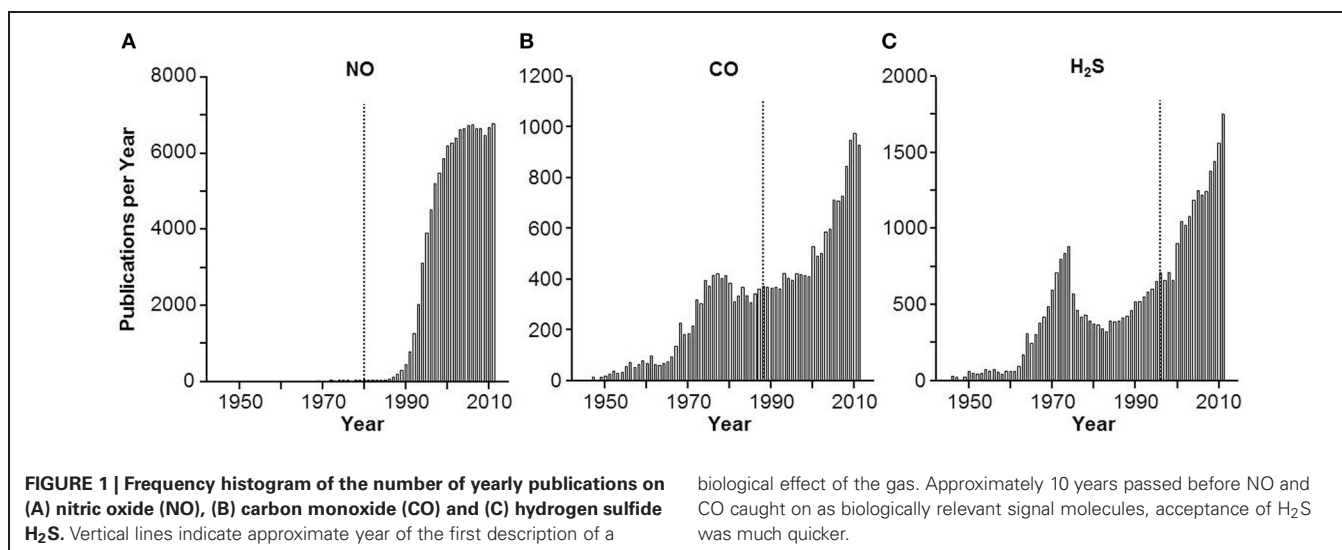 A
NO
8000
6000
4000
2000
0
Publications per Year
1950
1970
1990
2010
Year
B
CO
1200
1000
800
600
400
200
0
1950
1970
1990
2010
Year
C
H₂S
2000
1500
1000
500
0
1950
1970
1990
2010
Year
FIGURE 1 | Frequency histogram of the number of yearly publications on
(A) nitric oxide (NO), (B) carbon monoxide (CO) and (C) hydrogen sulfide
H₂S. Vertical lines indicate approximate year of the first description of a
biological effect of the gas. Approximately 10 years passed before NO and
CO caught on as biologically relevant signal molecules, acceptance of H₂S
was much quicker.